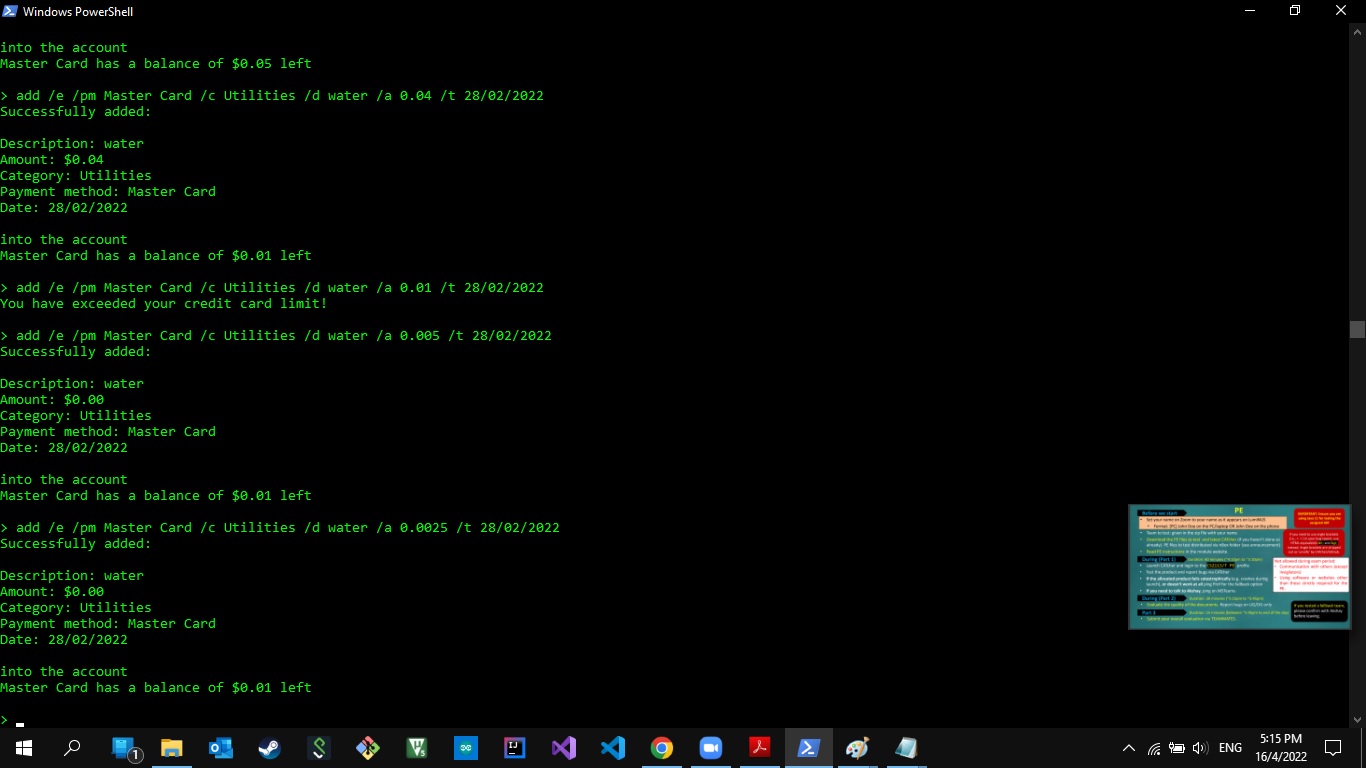 Windows PowerShell
into the account
Master Card has a balance of $0.05 left
> add /e /pm Master Card /c Utilities /d water /a 0.04 /t 28/02/2022
Successfully added:
Description: water
Amount: $0.04
Category: Utilities
Payment method: Master Card
Date: 28/02/2022
into the account
Master Card has a balance of $0.01 left
> add /e /pm Master Card /c Utilities /d water /a 0.01 /t 28/02/2022
You have exceeded your credit card limit!
> add /e /pm Master Card /c Utilities /d water /a 0.005 /t 28/02/2022
Successfully added:
Description: water
Amount: $0.00
Category: Utilities
Payment method: Master Card
Date: 28/02/2022
into the account
Master Card has a balance of $0.01 left
> add /e /pm Master Card /c Utilities /d water /a 0.0025 /t 28/02/2022
Successfully added:
Description: water
Amount: $0.00
Category: Utilities
Payment method: Master Card
Date: 28/02/2022
into the account
Master Card has a balance of $0.01 left
>
PE
Before we start
During (Part 1)
During (Part 2)
Part 3
1
ENG
5:15 PM
16/4/2022